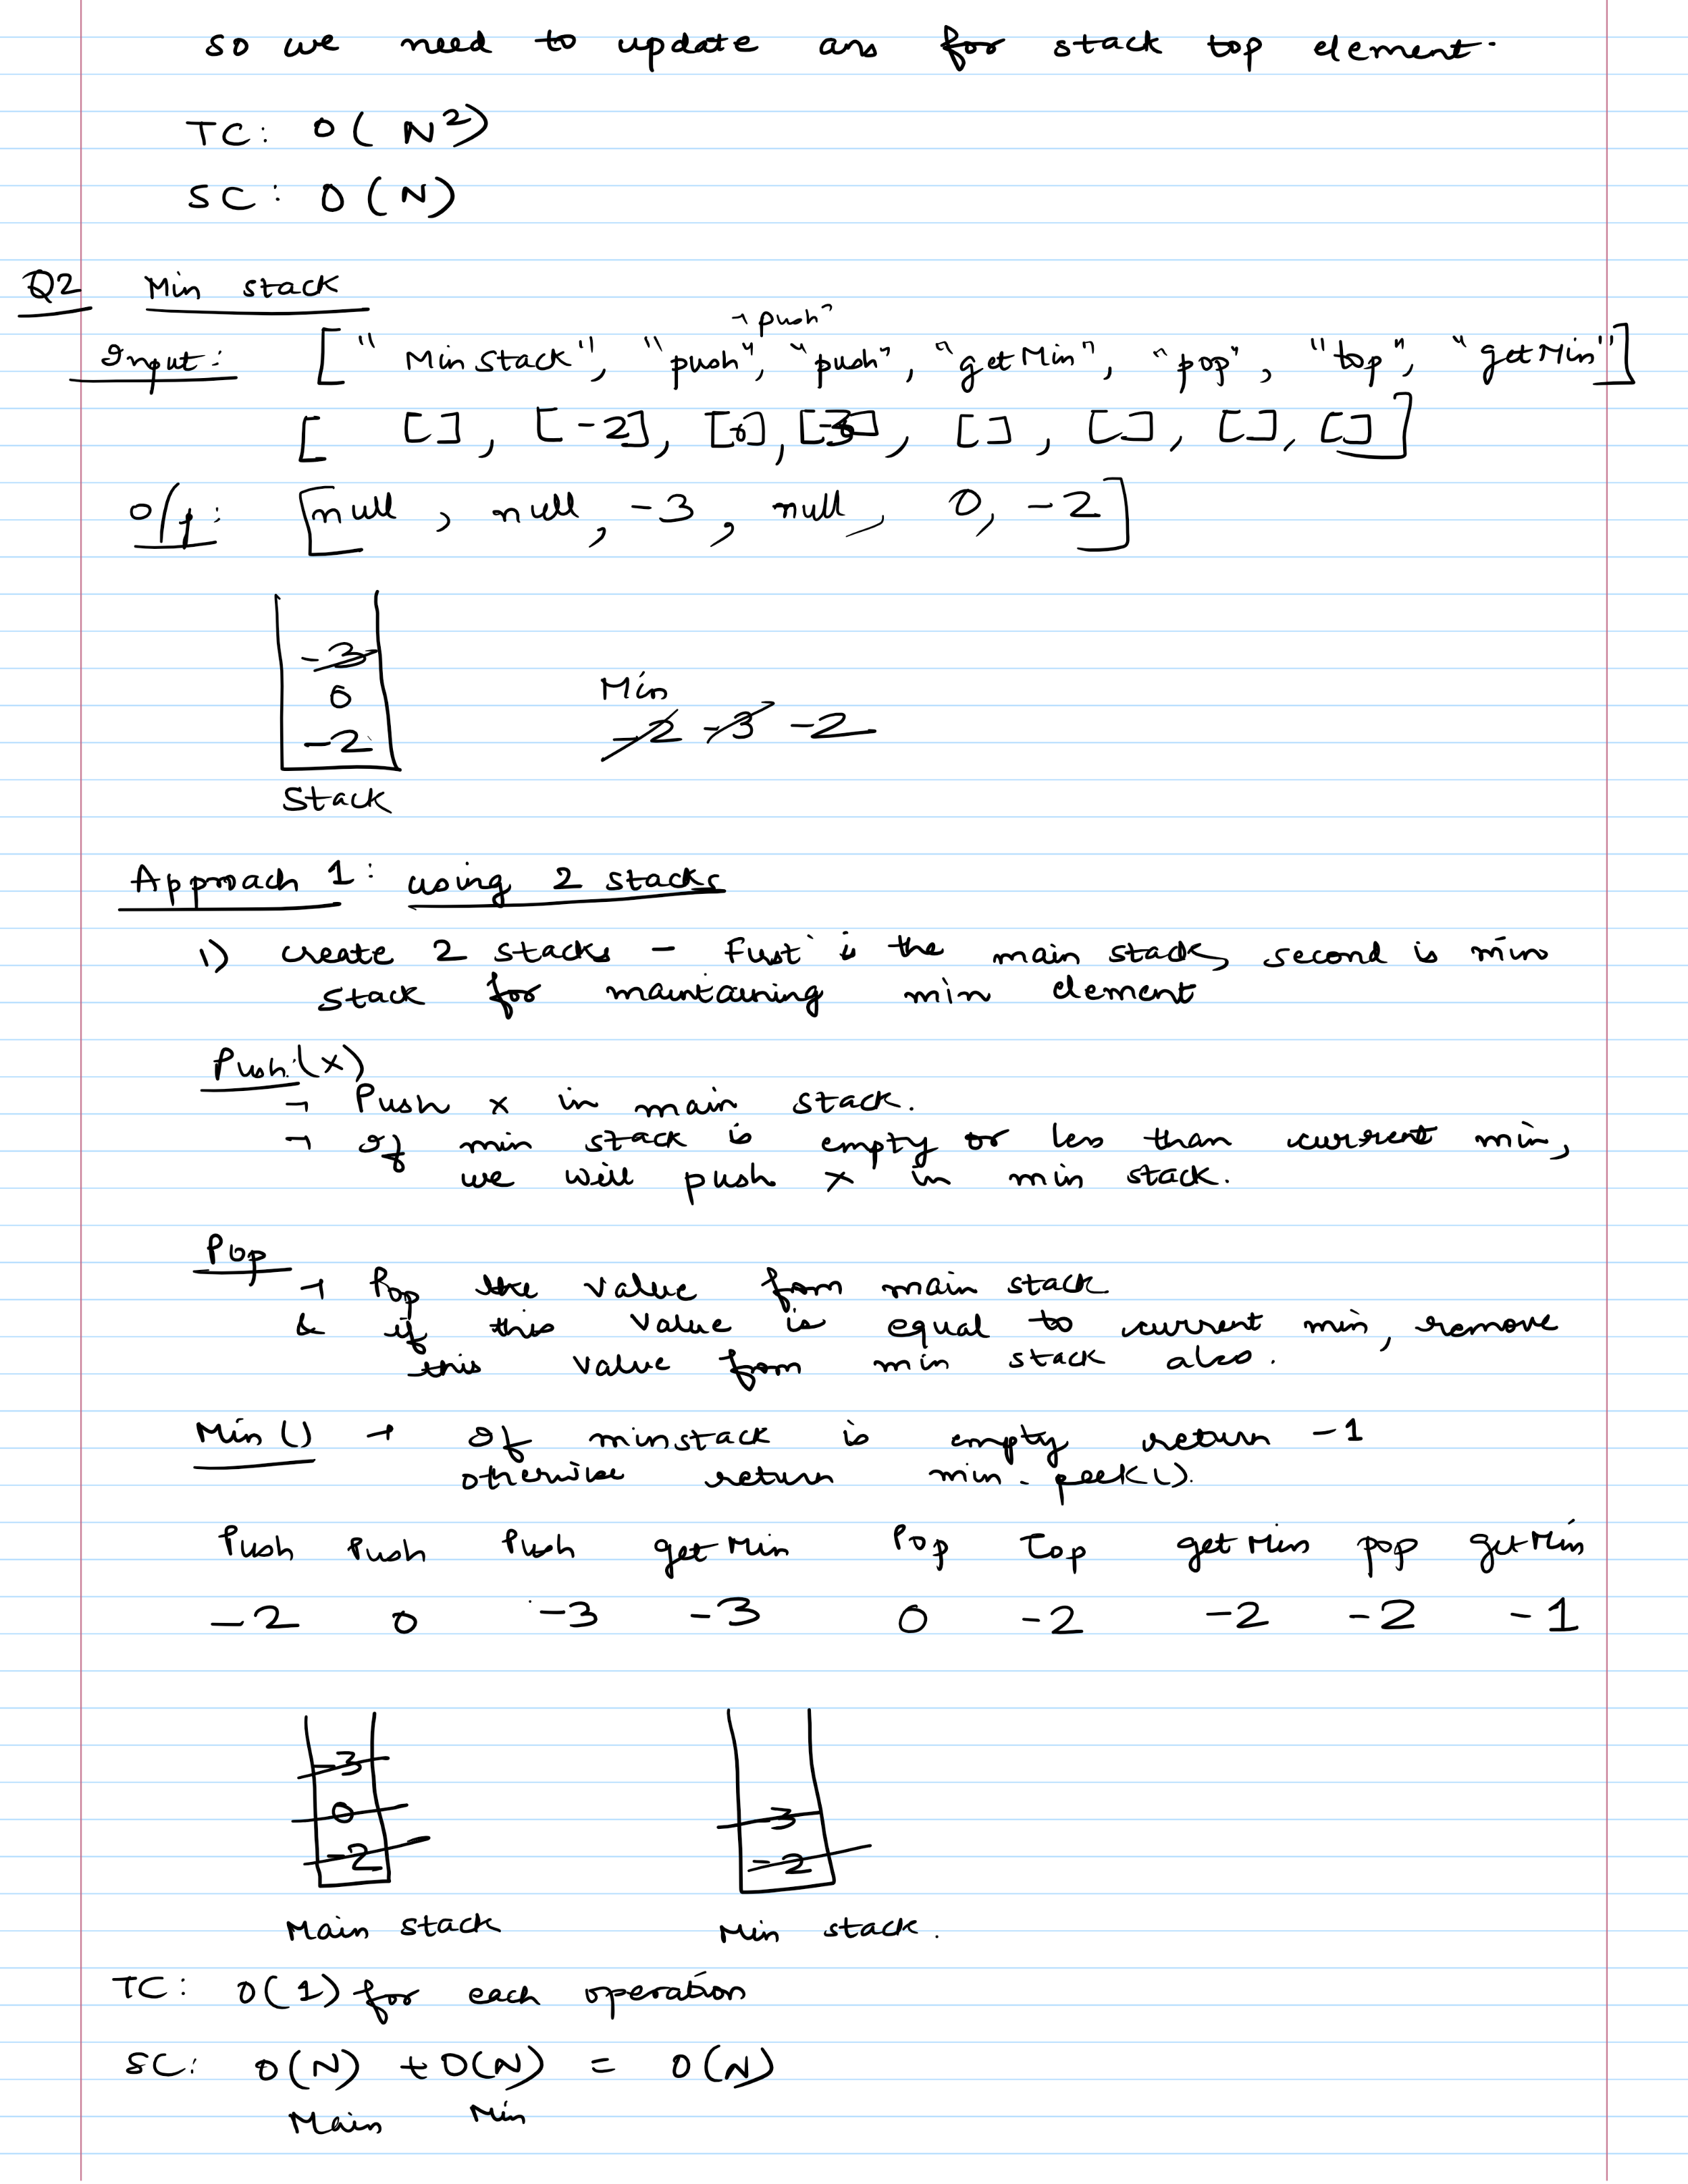 so we need to update ans for stack top element.
TC: O(N²)
SC: O(N)
Q2 Min stack
→ push"
Input: ["MinStack", "push", "push", "getMin", "pop", "top", "getMin"]
[ [], [-2], [0], [-3], [], [], [], [] ]
O/p: [null, null, -3, null, 0, -2]
-3
0
-2
Stack
Min
-2 -3 -2
Approach 1: using 2 stacks
1) create 2 stacks - First is the main stack, second is min
stack for maintaining min element
Push(x)
→ Push x in main stack.
→ If min stack is empty or less than current min,
we will push x in min stack.
Pop
→ Pop the value from main stack
& if this value is equal to current min, remove
this value from min stack also.
Min() → If minstack is empty return -1
otherwise return min.peek().
Push Push Push getMin Pop Top getMin pop getMin
-2 0 -3 -3 0 -2 -2 -2 -1
-3
0
-2
Main stack
-3
-2
Min stack.
TC: O(1) for each operation
SC: O(N) + O(N) = O(N)
Main Min